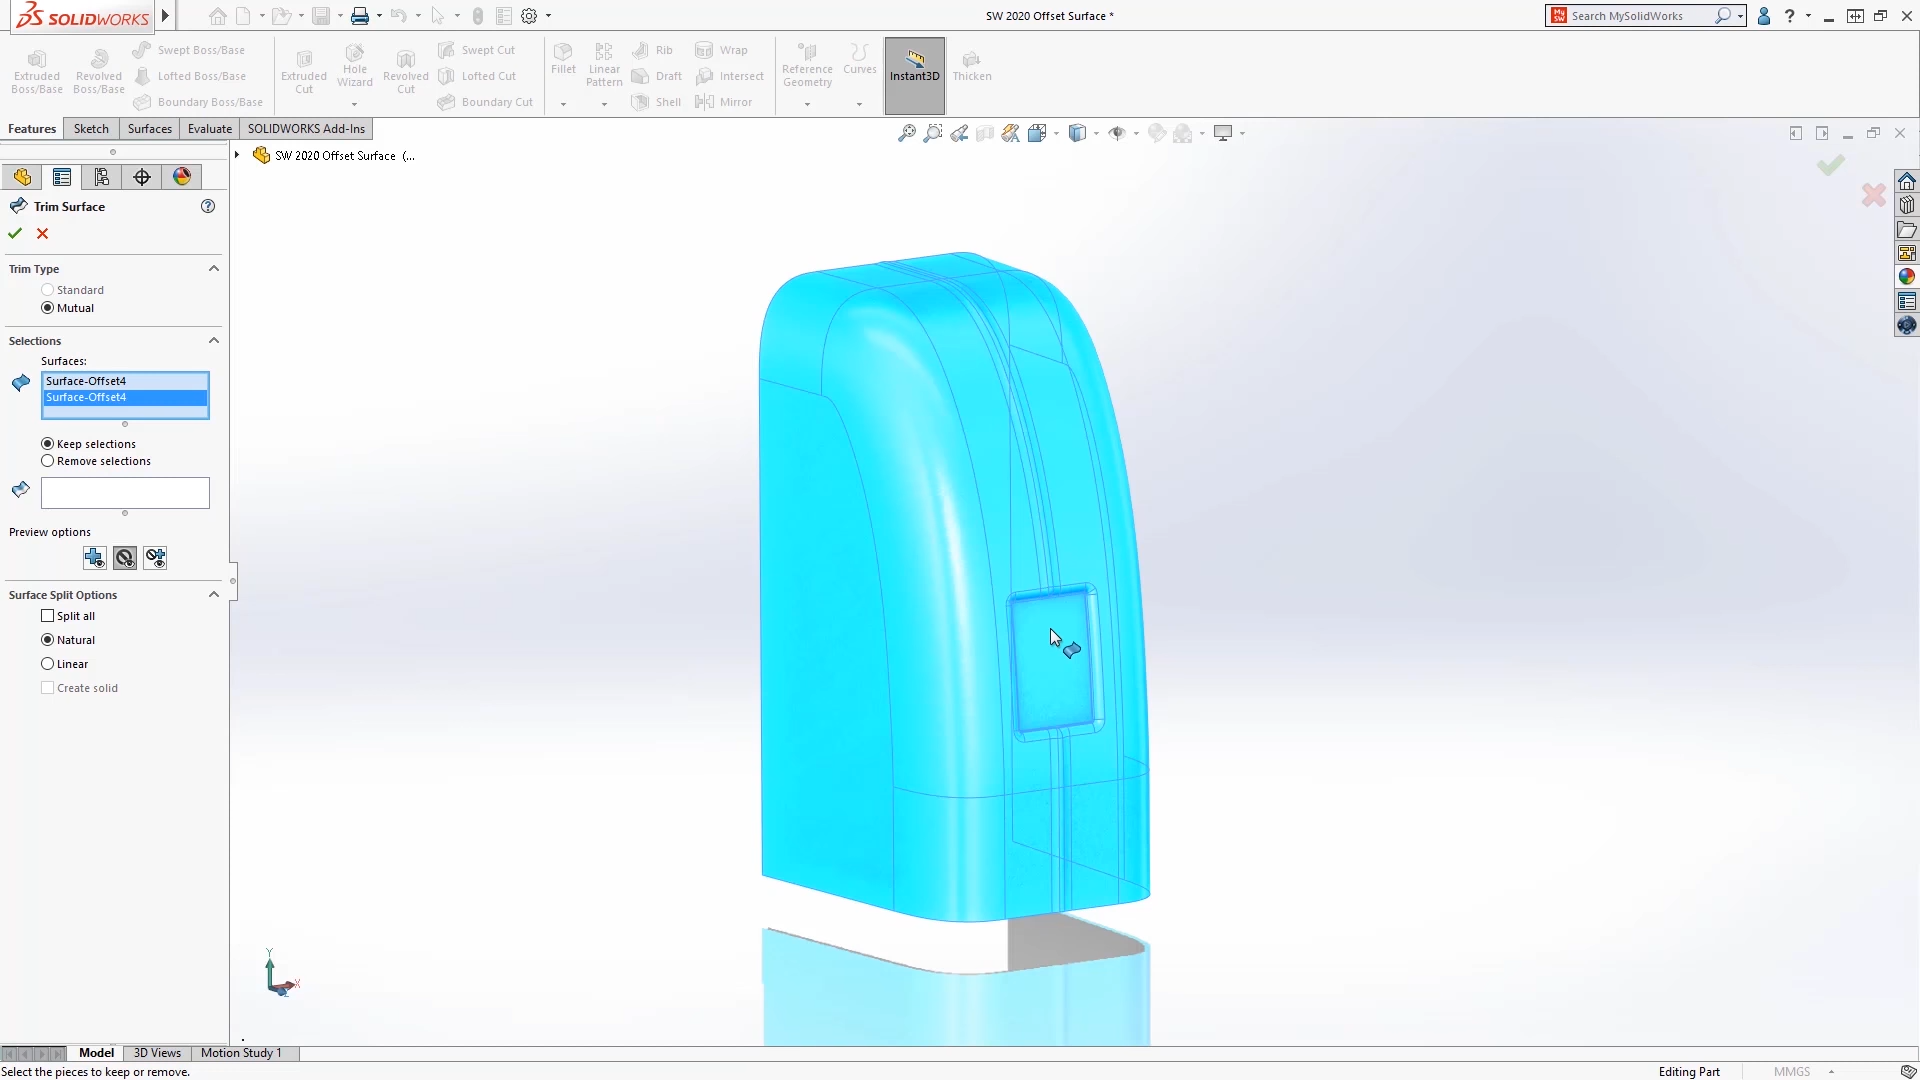 SOLIDWORKS
SW 2020 Offset Surface *
My SW
Search MySolidWorks
Extruded Boss/Base
Revolved Boss/Base
Swept Boss/Base
Lofted Boss/Base
Boundary Boss/Base
Extruded Cut
Hole Wizard
Revolved Cut
Swept Cut
Lofted Cut
Boundary Cut
Fillet
Linear Pattern
Rib
Draft
Shell
Wrap
Intersect
Mirror
Reference Geometry
Curves
Instant3D
Thicken
Features
Sketch
Surfaces
Evaluate
SOLIDWORKS Add-Ins
SW 2020 Offset Surface (...
Trim Surface
Trim Type
Standard
Mutual
Selections
Surfaces:
Surface-Offset4
Surface-Offset4
Keep selections
Remove selections
Preview options
Surface Split Options
Split all
Natural
Linear
Create solid
Y
X
Z
Model
3D Views
Motion Study 1
Select the pieces to keep or remove.
Editing Part
MMGS